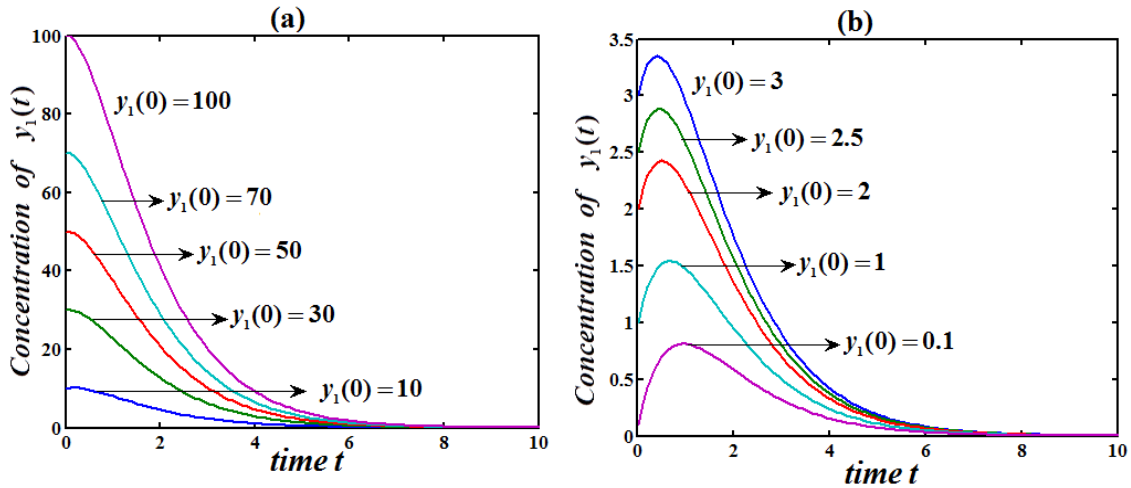 (a)
100
80
60
40
20
0
0 2 4 6 8 10
Concentration of y₁(t)
time t
y₁(0) = 100
y₁(0) = 70
y₁(0) = 50
y₁(0) = 30
y₁(0) = 10
(b)
3.5
3
2.5
2
1.5
1
0.5
0
0 2 4 6 8 10
Concentration of y₁(t)
time t
y₁(0) = 3
y₁(0) = 2.5
y₁(0) = 2
y₁(0) = 1
y₁(0) = 0.1